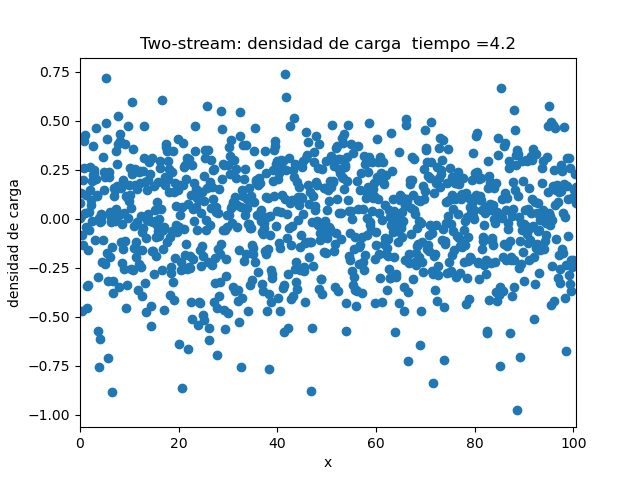 Two-stream: densidad de carga  tiempo =4.2
densidad de carga
0.75
0.50
0.25
0.00
−0.25
−0.50
−0.75
−1.00
0 20 40 60 80 100
x